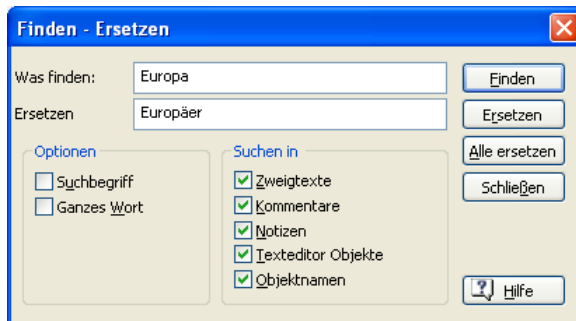 Finden - Ersetzen
Was finden: Europa Finden
Ersetzen Europäer Ersetzen
Optionen Suchen in Alle ersetzen
Suchbegriff Zweigtexte Schließen
Ganzes Wort Kommentare
Notizen
Texteditor Objekte
Objektnamen Hilfe